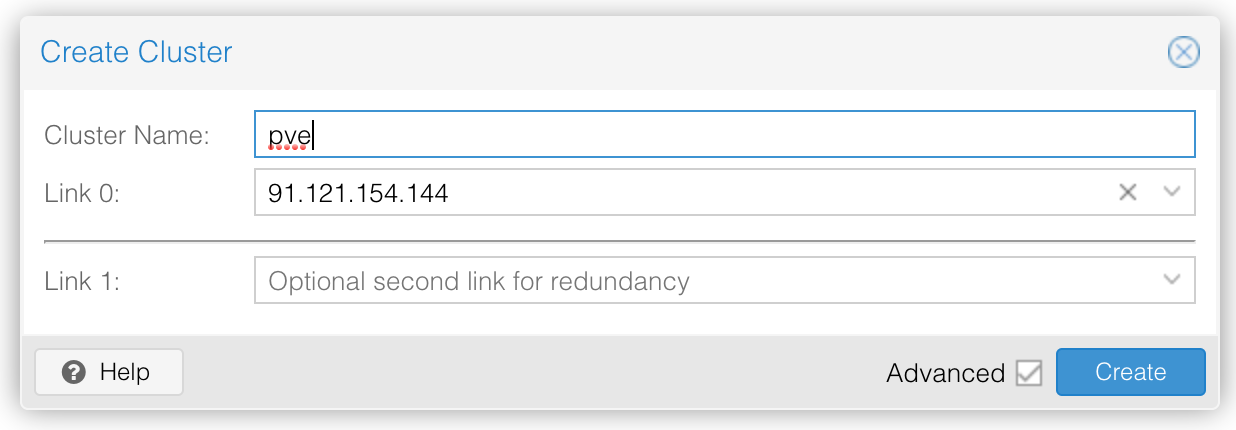 Create Cluster
Cluster Name: pve
Link 0: 91.121.154.144
Link 1: Optional second link for redundancy
Help Advanced Create